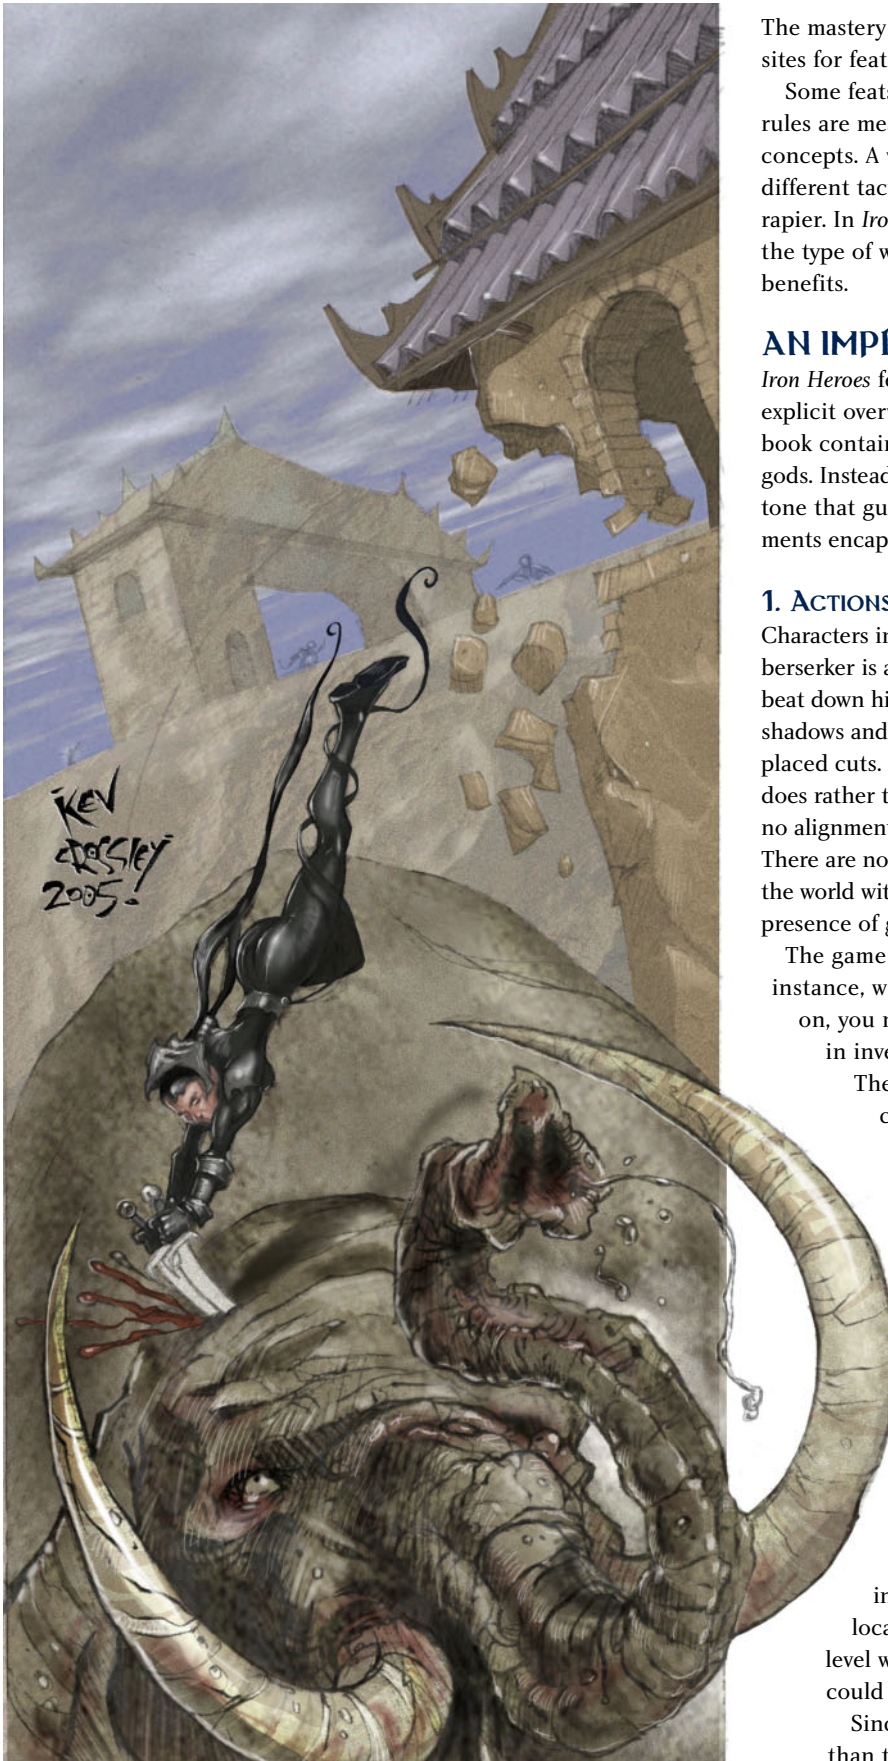 The mastery
sites for feat
Some feats
rules are me
concepts. A
different tac
rapier. In Iro
the type of w
benefits.
AN IMP
Iron Heroes fo
explicit over
book contain
gods. Instead
tone that gu
ments encap
1. ACTIONS
Characters in
berserker is a
beat down hi
shadows and
placed cuts.
does rather t
no alignment
There are no
the world wit
presence of g
The game
instance, w
on, you n
in inve
The
c
KEV
CROSSLEY
2005.
in
loca
level w
could
Sinc
than t